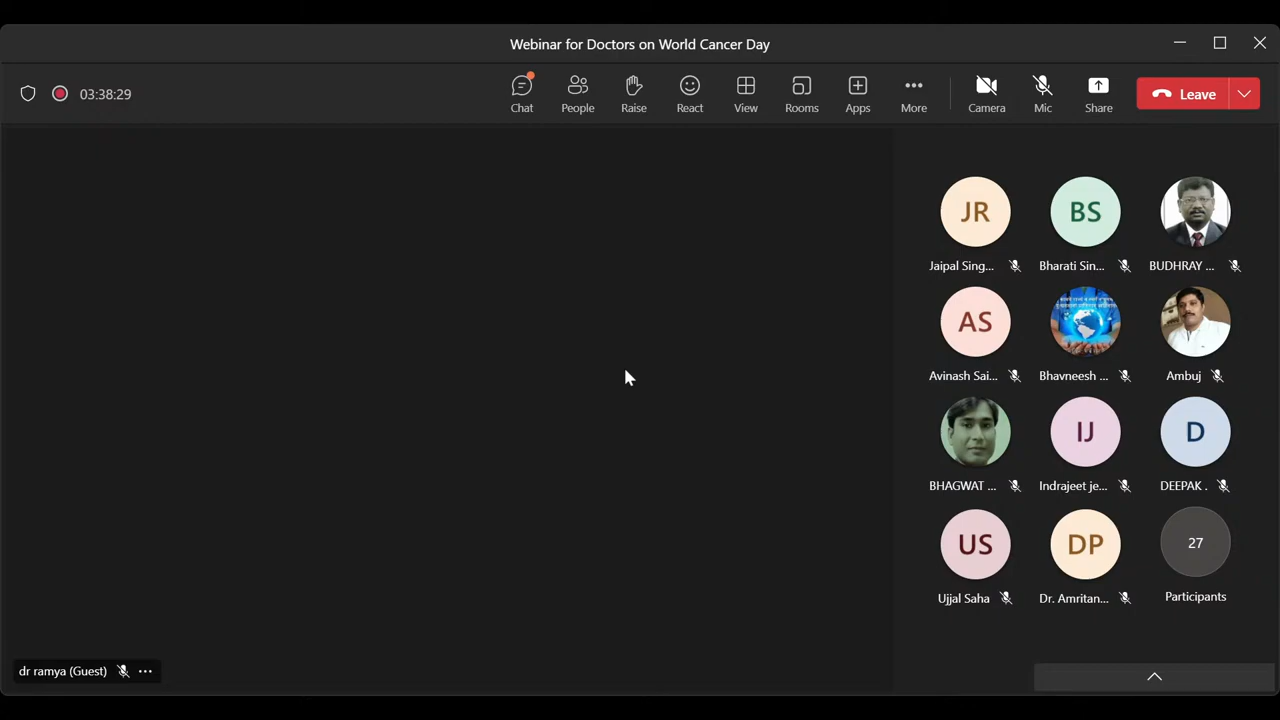 Webinar for Doctors on World Cancer Day
03:38:29
Chat
People
Raise
React
View
Rooms
Apps
More
Camera
Mic
Share
Leave
JR
BS
Jaipal Sing...
Bharati Sin...
BUDHRAY ...
AS
Avinash Sai...
Bhavneesh ...
Ambuj
IJ
D
BHAGWAT ...
Indrajeet je...
DEEPAK .
US
DP
27
Ujjal Saha
Dr. Amritan...
Participants
dr ramya (Guest)